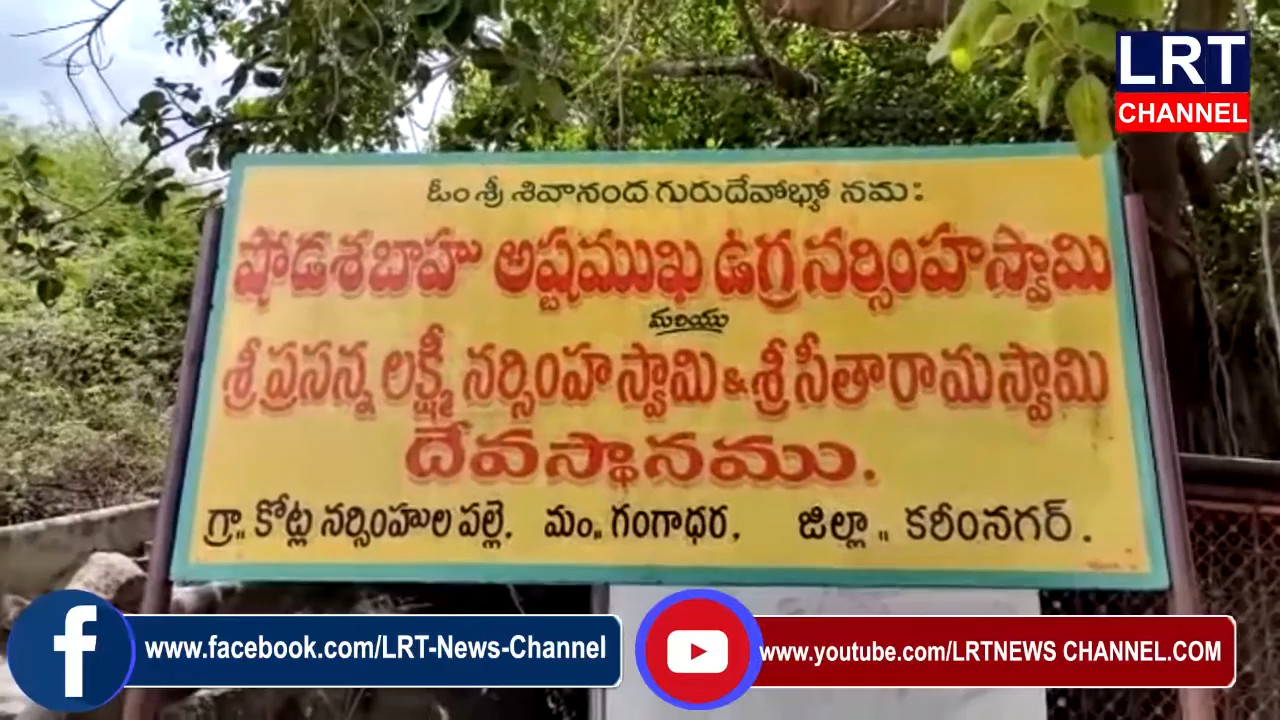 LRT
CHANNEL
ఓం శ్రీ శివానంద గురుదేవోభ్యో నమః
షోడశబాహు అష్టముఖ ఉగ్రనర్సింహస్వామి
మరియు
శ్రీ ప్రసన్న లక్ష్మీ నర్సింహస్వామి & శ్రీ సీతారామస్వామి
దేవస్థానము.
గ్రా॥ కోట్ల నర్సింహుల పల్లె. మం॥ గంగాధర. జిల్లా॥ కరీంనగర్.
www.facebook.com/LRT-News-Channel
www.youtube.com/LRTNEWS CHANNEL.COM